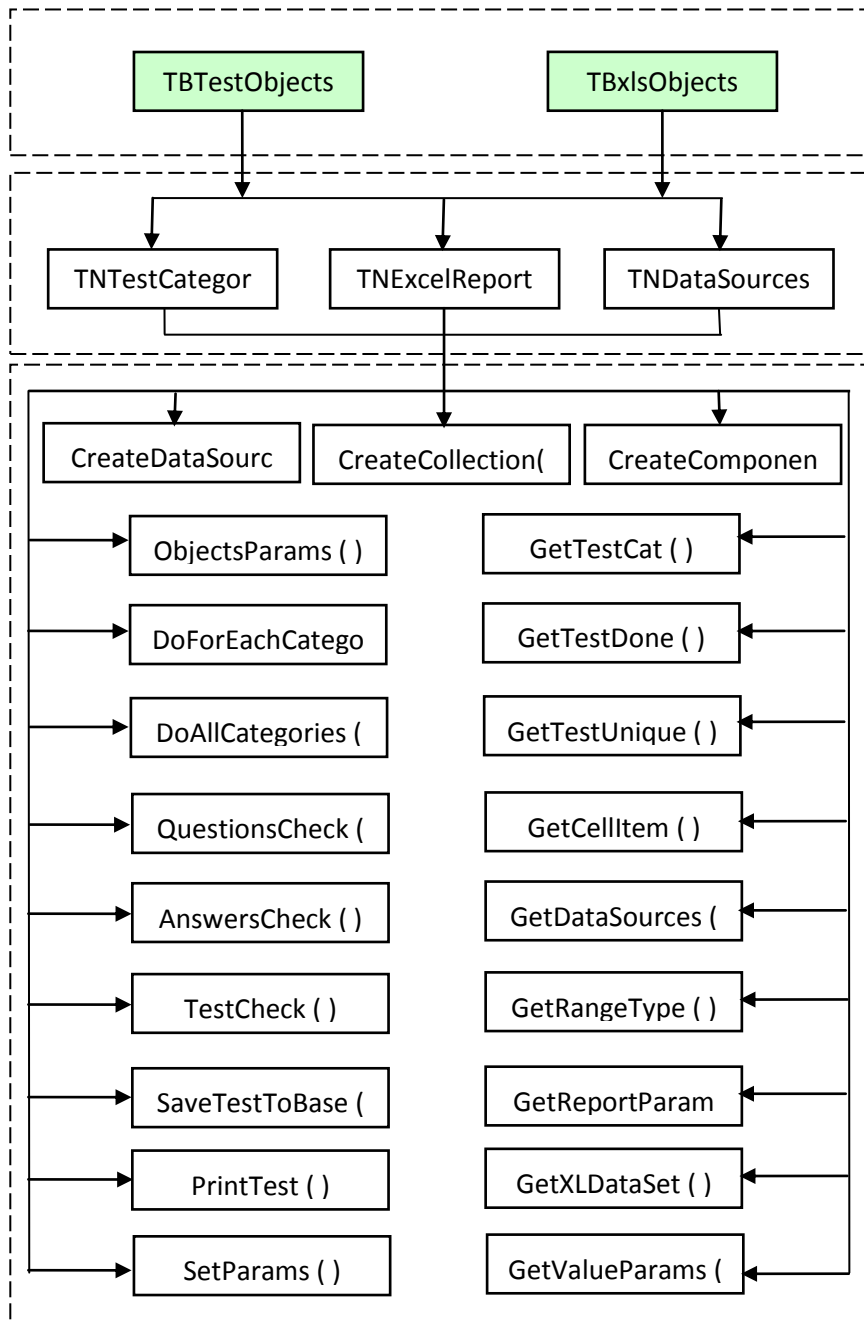 TBTestObjects
TBxlsObjects
TNTestCategor
TNExcelReport
TNDataSources
CreateDataSourc
CreateCollection(
CreateComponen
ObjectsParams ( )
GetTestCat ( )
DoForEachCatego
GetTestDone ( )
DoAllCategories (
GetTestUnique ( )
QuestionsCheck (
GetCellItem ( )
AnswersCheck ( )
GetDataSources (
TestCheck ( )
GetRangeType ( )
SaveTestToBase (
GetReportParam
PrintTest ( )
GetXLDataSet ( )
SetParams ( )
GetValueParams (